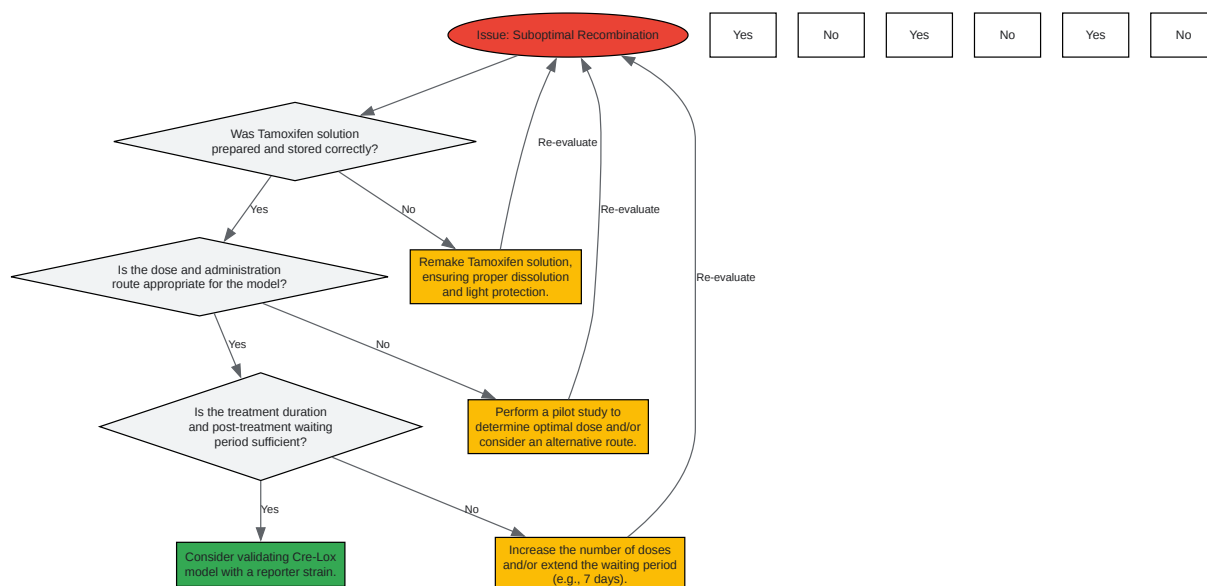 Issue: Suboptimal Recombination
Yes
No
Yes
No
Yes
No
Was Tamoxifen solution
prepared and stored correctly?
Re-evaluate
Yes
No
Re-evaluate
Is the dose and administration
route appropriate for the model?
Remake Tamoxifen solution,
ensuring proper dissolution
and light protection.
Re-evaluate
Yes
No
Is the treatment duration
and post-treatment waiting
period sufficient?
Perform a pilot study to
determine optimal dose and/or
consider an alternative route.
Yes
No
Consider validating Cre-Lox
model with a reporter strain.
Increase the number of doses
and/or extend the waiting period
(e.g., 7 days).